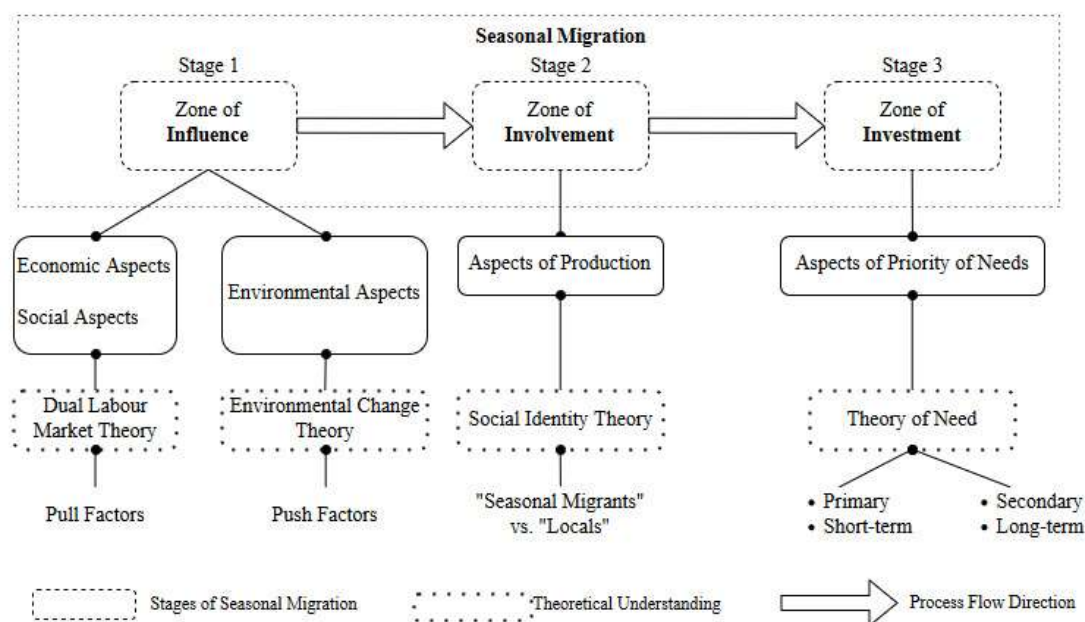 Seasonal Migration
Stage 1
Stage 2
Stage 3
Zone of
Influence
Zone of
Involvement
Zone of
Investment
Economic Aspects
Social Aspects
Environmental Aspects
Aspects of Production
Aspects of Priority of Needs
Dual Labour
Market Theory
Environmental Change
Theory
Social Identity Theory
Theory of Need
Pull Factors
Push Factors
"Seasonal Migrants"
vs. "Locals"
• Primary
• Short-term
• Secondary
• Long-term
Stages of Seasonal Migration
Theoretical Understanding
Process Flow Direction